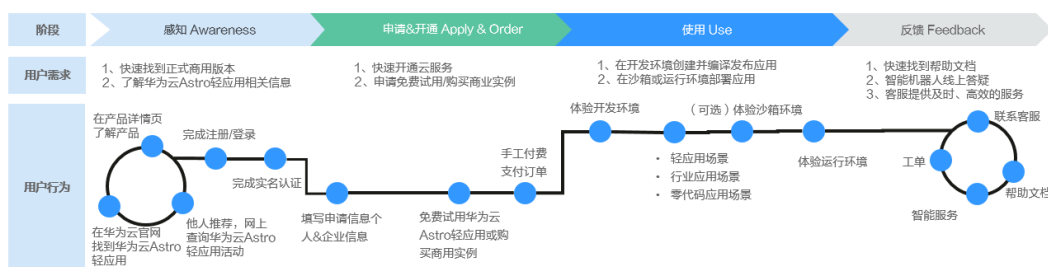 阶段
感知 Awareness
申请&开通 Apply & Order
使用 Use
反馈 Feedback
用户需求
1、快速找到正式商用版本
2、了解华为云Astro轻应用相关信息
1、快速开通云服务
2、申请免费试用/购买商业实例
1、在开发环境创建并编译发布应用
2、在沙箱或运行环境部署应用
1、快速找到帮助文档
2、智能机器人线上答疑
3、客服提供及时、高效的服务
用户行为
在产品详情页
了解产品
完成注册/登录
完成实名认证
在华为云官网
找到华为云Astro
轻应用
他人推荐，网上
查询华为云Astro
轻应用活动
填写申请信息个
人&企业信息
手工付费
支付订单
免费试用华为云
Astro轻应用或购
买商用实例
体验开发环境
（可选）体验沙箱环境
• 轻应用场景
• 行业应用场景
• 零代码应用场景
体验运行环境
联系客服
工单
帮助文档
智能服务